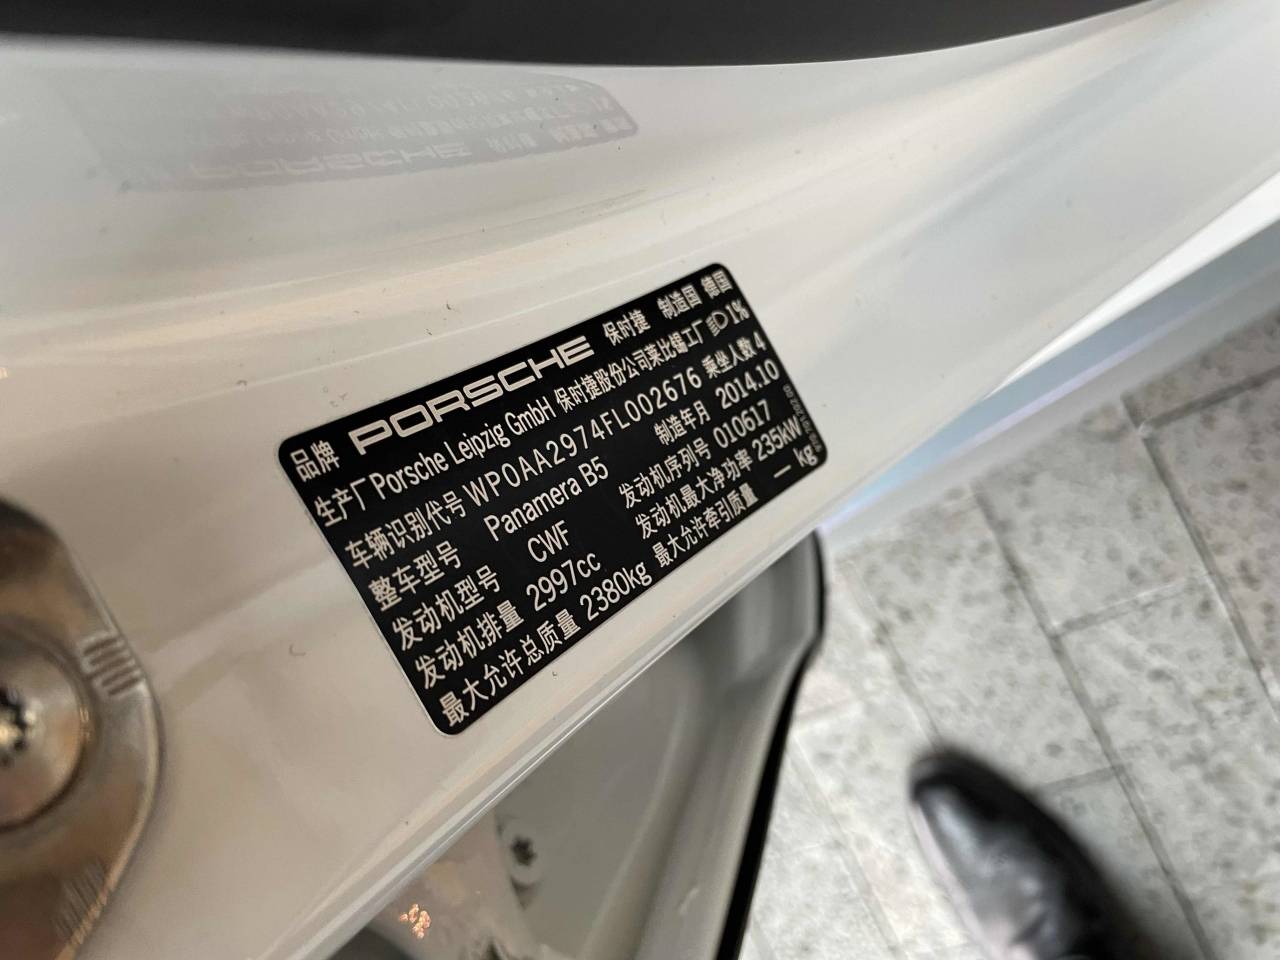 品牌 PORSCHE 保时捷 制造国 德国
生产厂 Porsche Leipzig GmbH 保时捷股份公司莱比锡工厂 1%
车辆识别代号 WP0AA2974FL002676 乘坐人数 4
整车型号 Panamera B5 制造年月 2014.10
发动机型号 CWF 发动机序列号 010617
发动机排量 2997cc 发动机最大净功率 235kW
最大允许总质量 2380kg 最大允许牵引质量 — kg